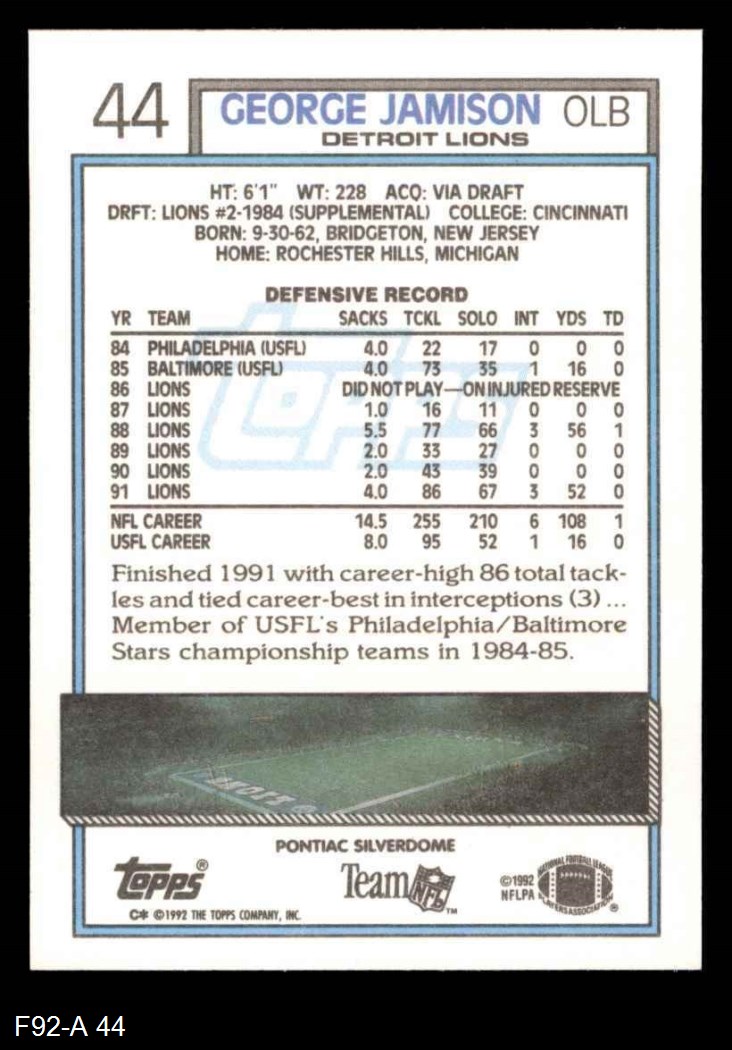 44 GEORGE JAMISON OLB
DETROIT LIONS
HT: 6'1" WT: 228 ACQ: VIA DRAFT
DRFT: LIONS #2-1984 (SUPPLEMENTAL) COLLEGE: CINCINNATI
BORN: 9-30-62, BRIDGETON, NEW JERSEY
HOME: ROCHESTER HILLS, MICHIGAN
DEFENSIVE RECORD
YR TEAM SACKS TCKL SOLO INT YDS TD
84 PHILADELPHIA (USFL) 4.0 22 17 0 0 0
85 BALTIMORE (USFL) 4.0 73 35 1 16 0
86 LIONS DID NOT PLAY—ON INJURED RESERVE
87 LIONS 1.0 16 11 0 0 0
88 LIONS 5.5 77 66 3 56 1
89 LIONS 2.0 33 27 0 0 0
90 LIONS 2.0 43 39 0 0 0
91 LIONS 4.0 86 67 3 52 0
NFL CAREER 14.5 255 210 6 108 1
USFL CAREER 8.0 95 52 1 16 0
Finished 1991 with career-high 86 total tack-
les and tied career-best in interceptions (3) ...
Member of USFL's Philadelphia/Baltimore
Stars championship teams in 1984-85.
PONTIAC SILVERDOME
Topps®
Team NFL™
©1992
NFLPA
NATIONAL FOOTBALL LEAGUE
PLAYERS ASSOCIATION ®
C* ©1992 THE TOPPS COMPANY, INC.
F92-A 44